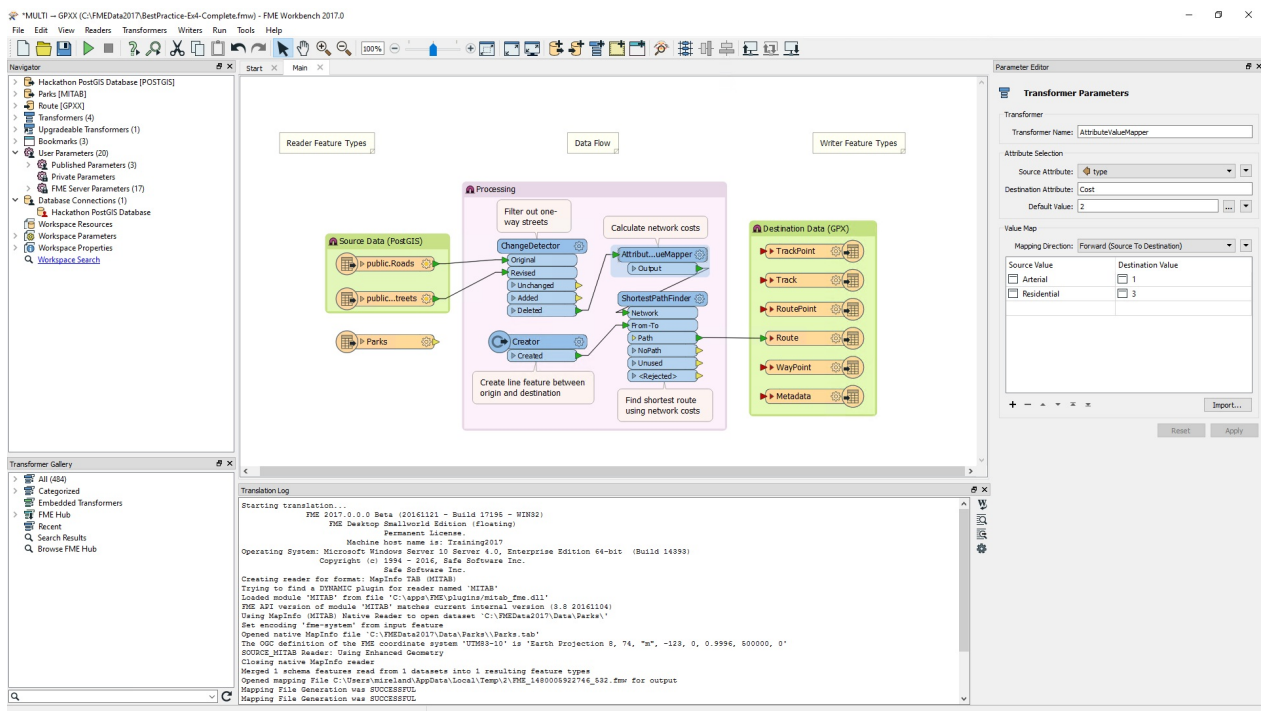 *MULTI → GPXX (C:\FMEData2017\BestPractice-Ex4-Complete.fmw) - FME Workbench 2017.0
File Edit View Readers Transformers Writers Run Tools Help
100%
Navigator
Hackathon PostGIS Database [POSTGIS]
Parks [MITAB]
Route [GPXX]
Transformers (4)
Upgradeable Transformers (1)
Bookmarks (3)
User Parameters (20)
Published Parameters (3)
Private Parameters
FME Server Parameters (17)
Database Connections (1)
Hackathon PostGIS Database
Workspace Resources
Workspace Parameters
Workspace Properties
Workspace Search
Transformer Gallery
All (484)
Categorized
Embedded Transformers
FME Hub
Recent
Search Results
Browse FME Hub
Start
Main
Reader Feature Types
Data Flow
Writer Feature Types
Source Data (PostGIS)
public.Roads
public...treets
Parks
Processing
Filter out one-
way streets
ChangeDetector
Original
Revised
Unchanged
Added
Deleted
Creator
Created
Create line feature between
origin and destination
Calculate network costs
Attribut...ueMapper
Output
ShortestPathFinder
Network
From-To
Path
NoPath
Unused
<Rejected>
Find shortest route
using network costs
Destination Data (GPX)
TrackPoint
Track
RoutePoint
Route
WayPoint
Metadata
Translation Log
Starting translation...
FME 2017.0.0.0 Beta (20161121 - Build 17195 - WIN32)
FME Desktop Smallworld Edition (floating)
Permanent License.
Machine host name is: Training2017
Operating System: Microsoft Windows Server 10 Server 4.0, Enterprise Edition 64-bit (Build 14393)
Copyright (c) 1994 - 2016, Safe Software Inc.
Safe Software Inc.
Creating reader for format: MapInfo TAB (MITAB)
Trying to find a DYNAMIC plugin for reader named `MITAB'
Loaded module 'MITAB' from file 'C:\apps\FME\plugins/mitab_fme.dll'
FME API version of module 'MITAB' matches current internal version (3.8 20161104)
Using MapInfo (MITAB) Native Reader to open dataset `C:\FMEData2017\Data\Parks\'
Set encoding 'fme-system' from input feature
Opened native MapInfo file `C:\FMEData2017\Data\Parks\\Parks.tab'
The OGC definition of the FME coordinate system 'UTM83-10' is 'Earth Projection 8, 74, "m", -123, 0, 0.9996, 500000, 0'
SOURCE_MITAB Reader: Using Enhanced Geometry
Closing native MapInfo reader
Merged 1 schema features read from 1 datasets into 1 resulting feature types
Opened mapping File C:\Users\mireland\AppData\Local\Temp\2\FME_1480005922746_532.fmw for output
Mapping File Generation was SUCCESSFUL
Mapping File Generation was SUCCESSFUL
Parameter Editor
Transformer Parameters
Transformer
Transformer Name: AttributeValueMapper
Attribute Selection
Source Attribute: type
Destination Attribute: Cost
Default Value: 2
...
Value Map
Mapping Direction: Forward (Source To Destination)
Source Value Destination Value
Arterial 1
Residential 3
Import...
Reset Apply